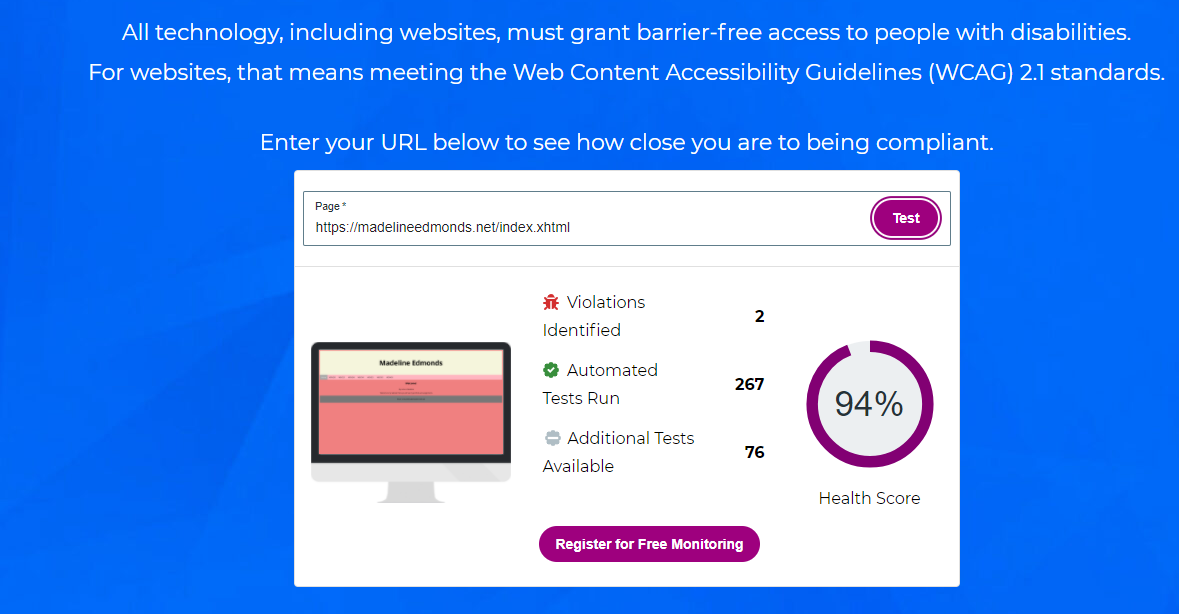 All technology, including websites, must grant barrier-free access to people with disabilities.
For websites, that means meeting the Web Content Accessibility Guidelines (WCAG) 2.1 standards.
Enter your URL below to see how close you are to being compliant.
Page *
https://madelineedmonds.net/index.xhtml
Test
Madeline Edmonds
Violations
Identified
2
Automated
Tests Run
267
Additional Tests
Available
76
94%
Health Score
Register for Free Monitoring